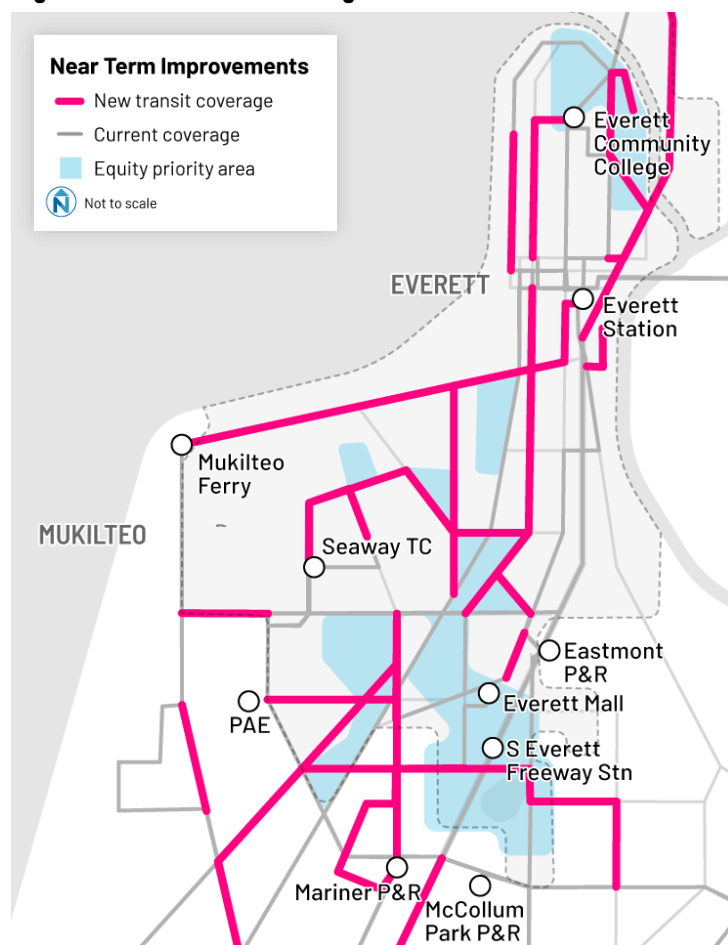 Near Term Improvements
New transit coverage
Current coverage
Equity priority area
N
Not to scale
Everett
Community
College
EVERETT
Everett
Station
Mukilteo
Ferry
MUKILTEO
Seaway TC
Eastmont
P&R
Everett Mall
PAE
S Everett
Freeway Stn
Mariner P&R
McCollum
Park P&R